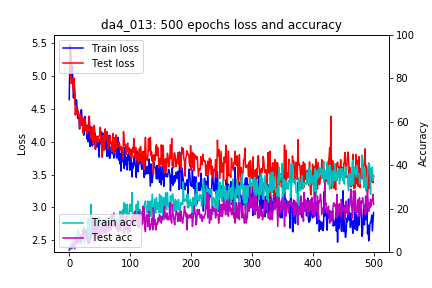 da4_013: 500 epochs loss and accuracy
Train loss
Test loss
Train acc
Test acc
Loss
5.5
5.0
4.5
4.0
3.5
3.0
2.5
Accuracy
100
80
60
40
20
0
0 100 200 300 400 500